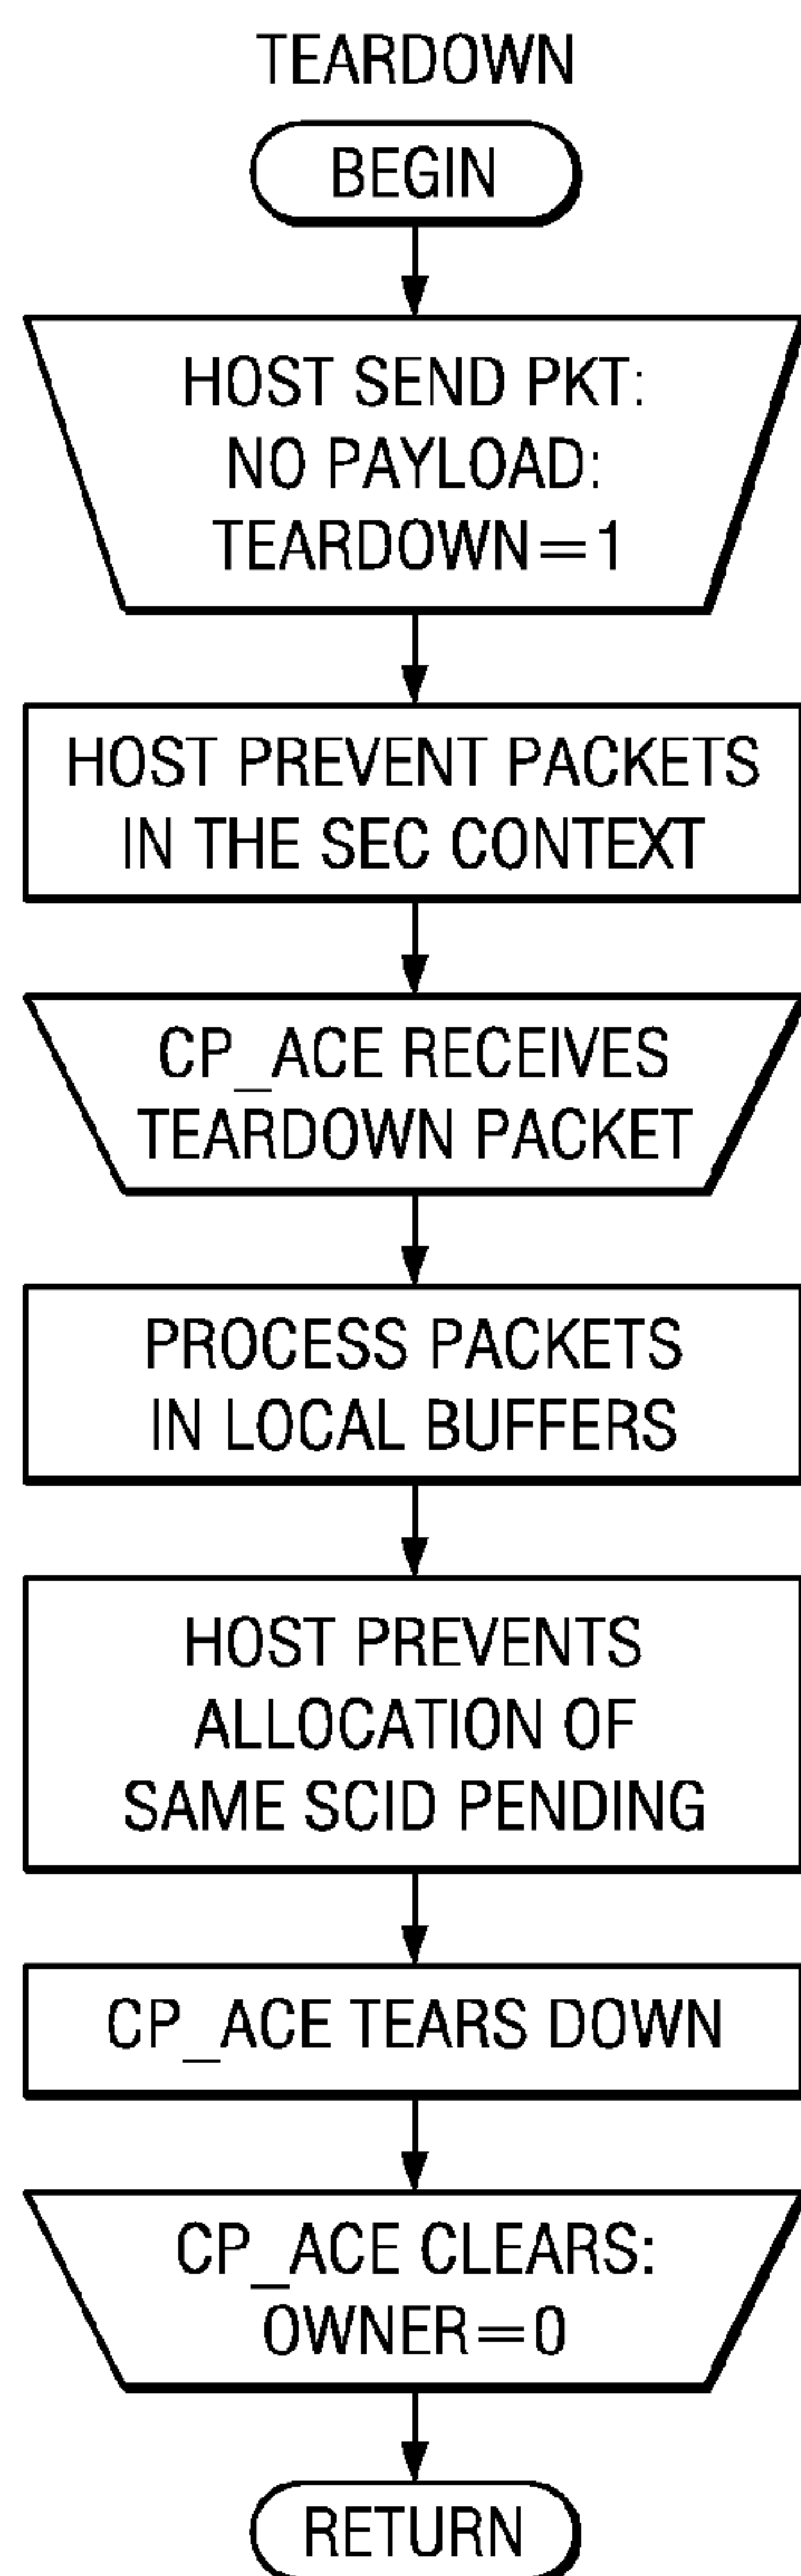 TEARDOWN
BEGIN
HOST SEND PKT:
NO PAYLOAD:
TEARDOWN=1
HOST PREVENT PACKETS
IN THE SEC CONTEXT
CP_ACE RECEIVES
TEARDOWN PACKET
PROCESS PACKETS
IN LOCAL BUFFERS
HOST PREVENTS
ALLOCATION OF
SAME SCID PENDING
CP_ACE TEARS DOWN
CP_ACE CLEARS:
OWNER=0
RETURN